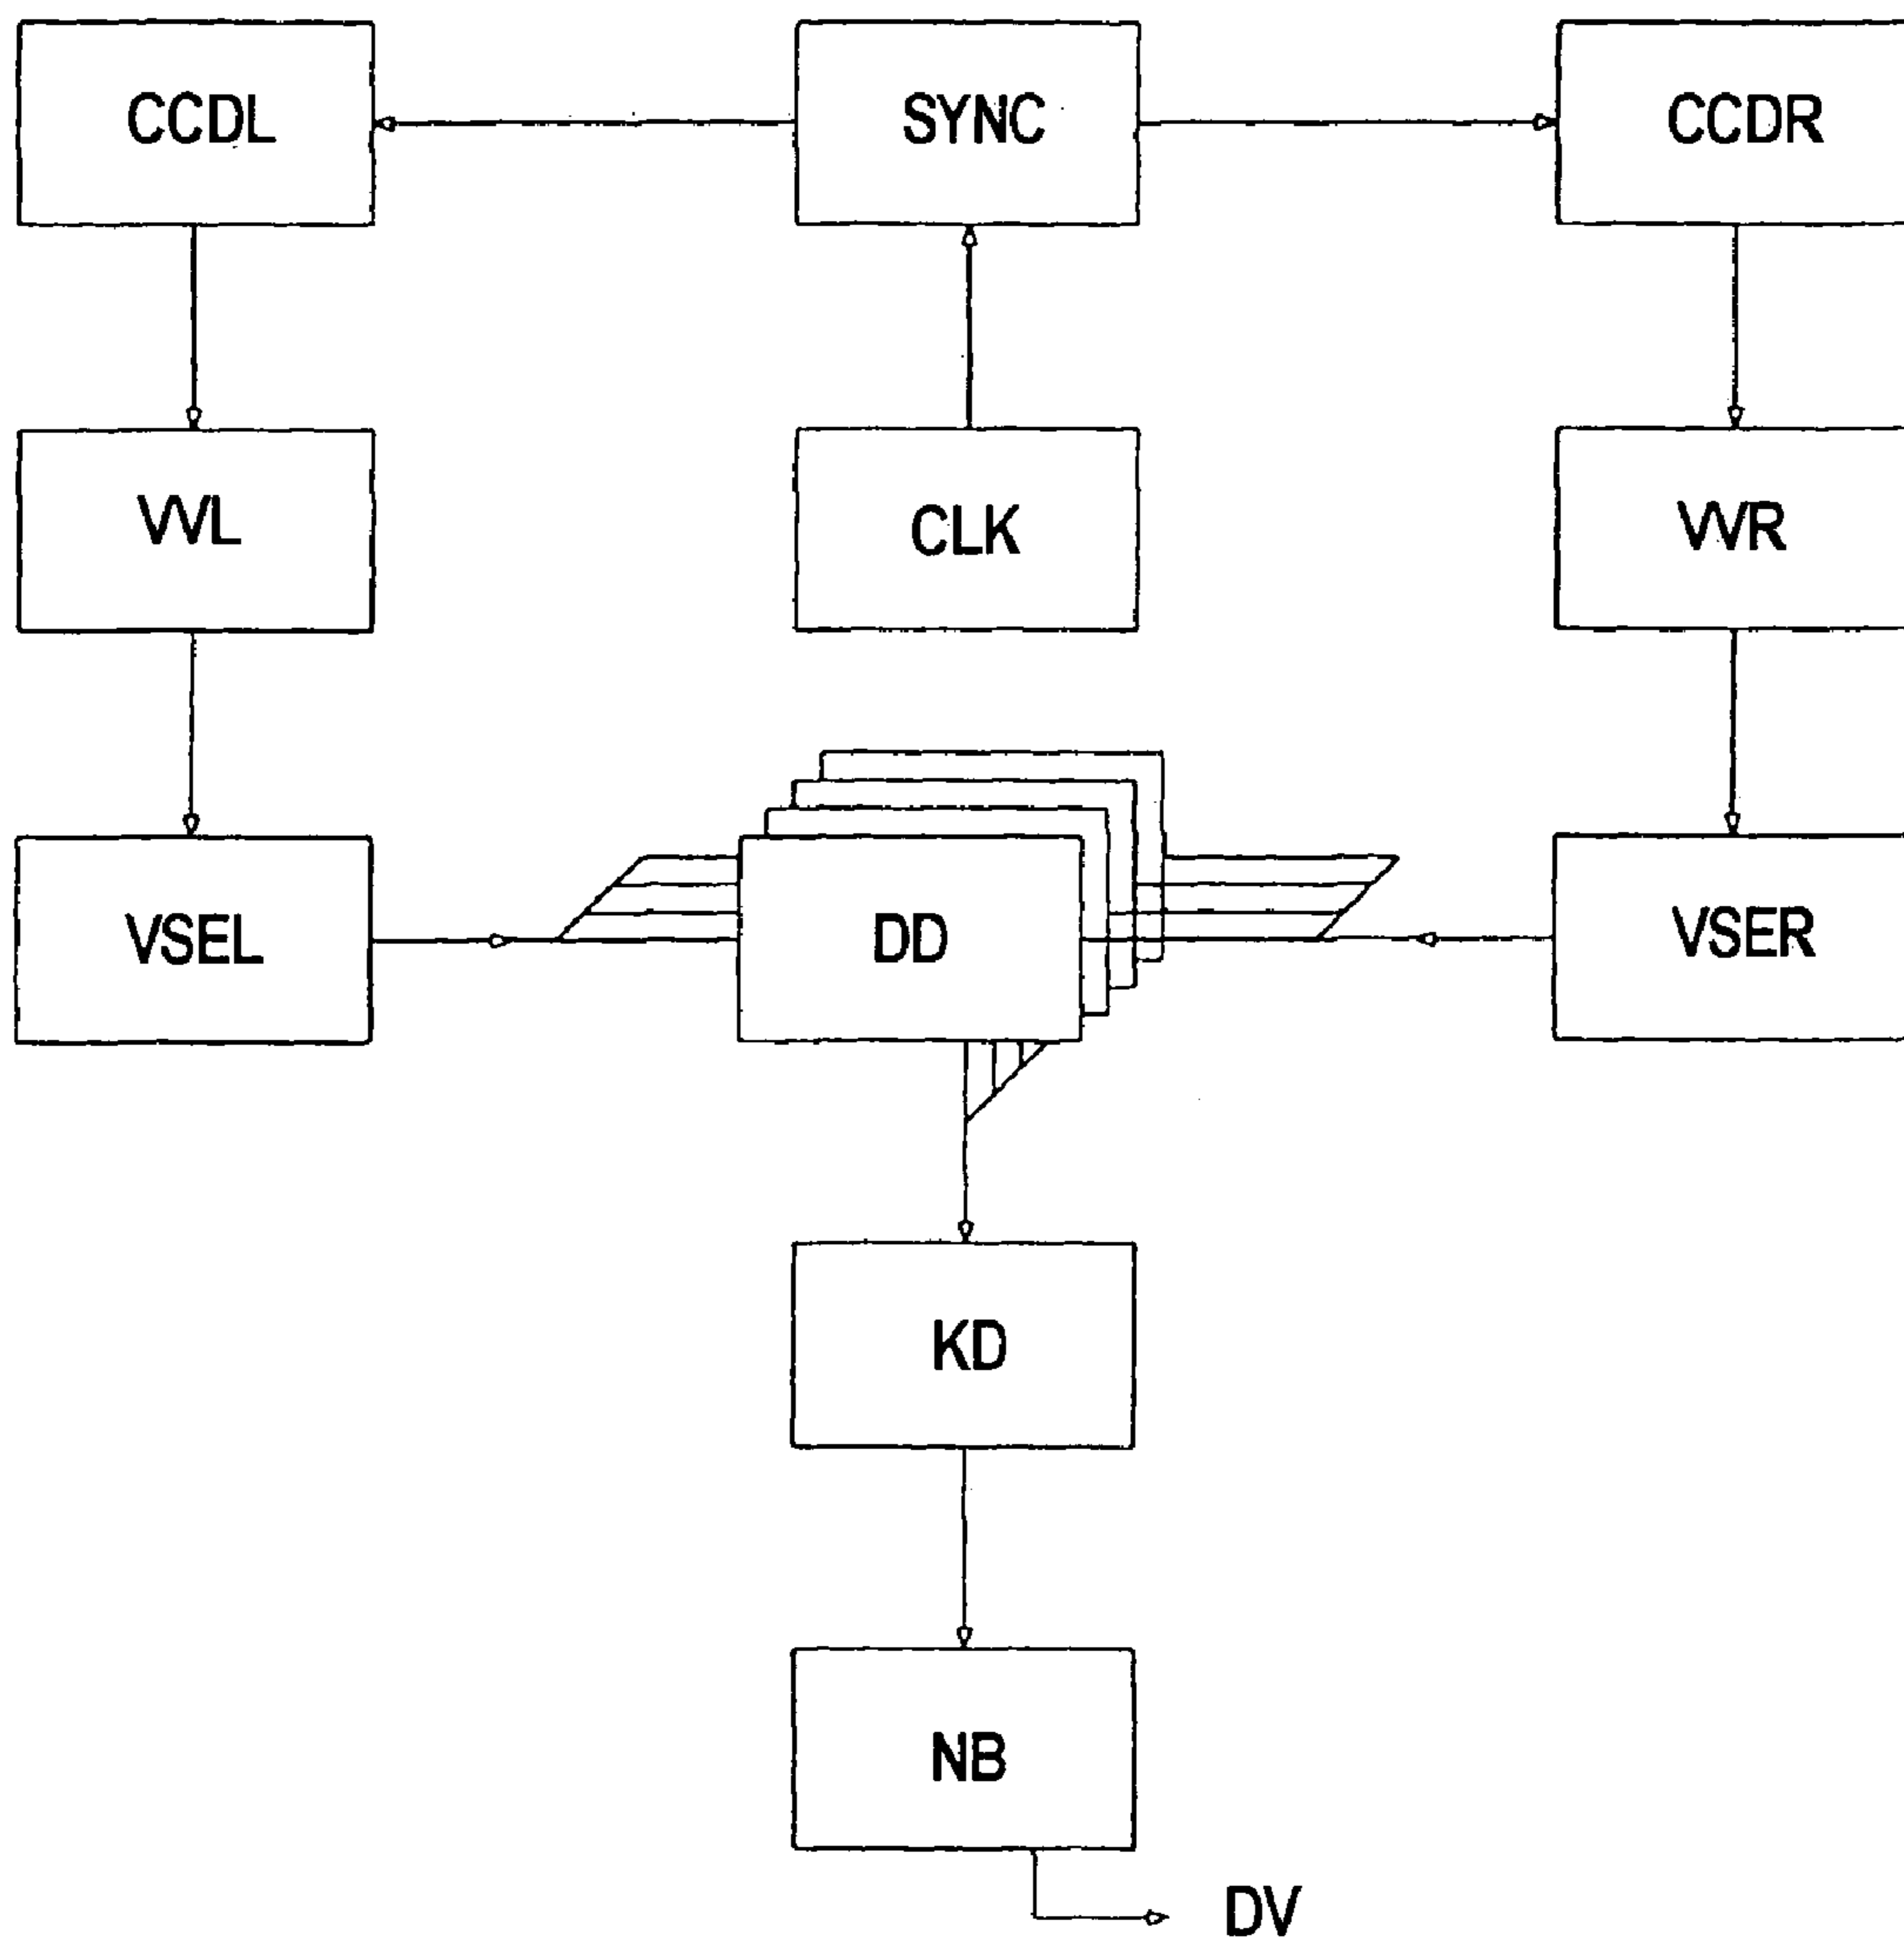 CCDL
SYNC
CCDR
VVL
CLK
VVR
VSEL
DD
VSER
KD
NB
DV